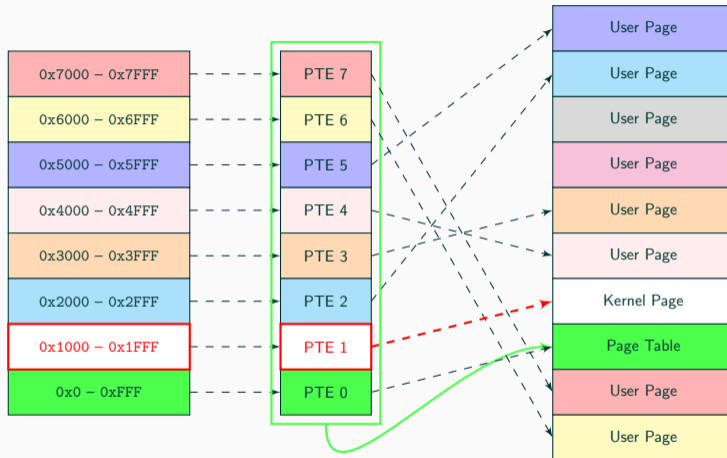 0x7000 – 0x7FFF
0x6000 – 0x6FFF
0x5000 – 0x5FFF
0x4000 – 0x4FFF
0x3000 – 0x3FFF
0x2000 – 0x2FFF
0x1000 – 0x1FFF
0x0 – 0xFFF
PTE 7
PTE 6
PTE 5
PTE 4
PTE 3
PTE 2
PTE 1
PTE 0
User Page
User Page
User Page
User Page
User Page
User Page
Kernel Page
Page Table
User Page
User Page